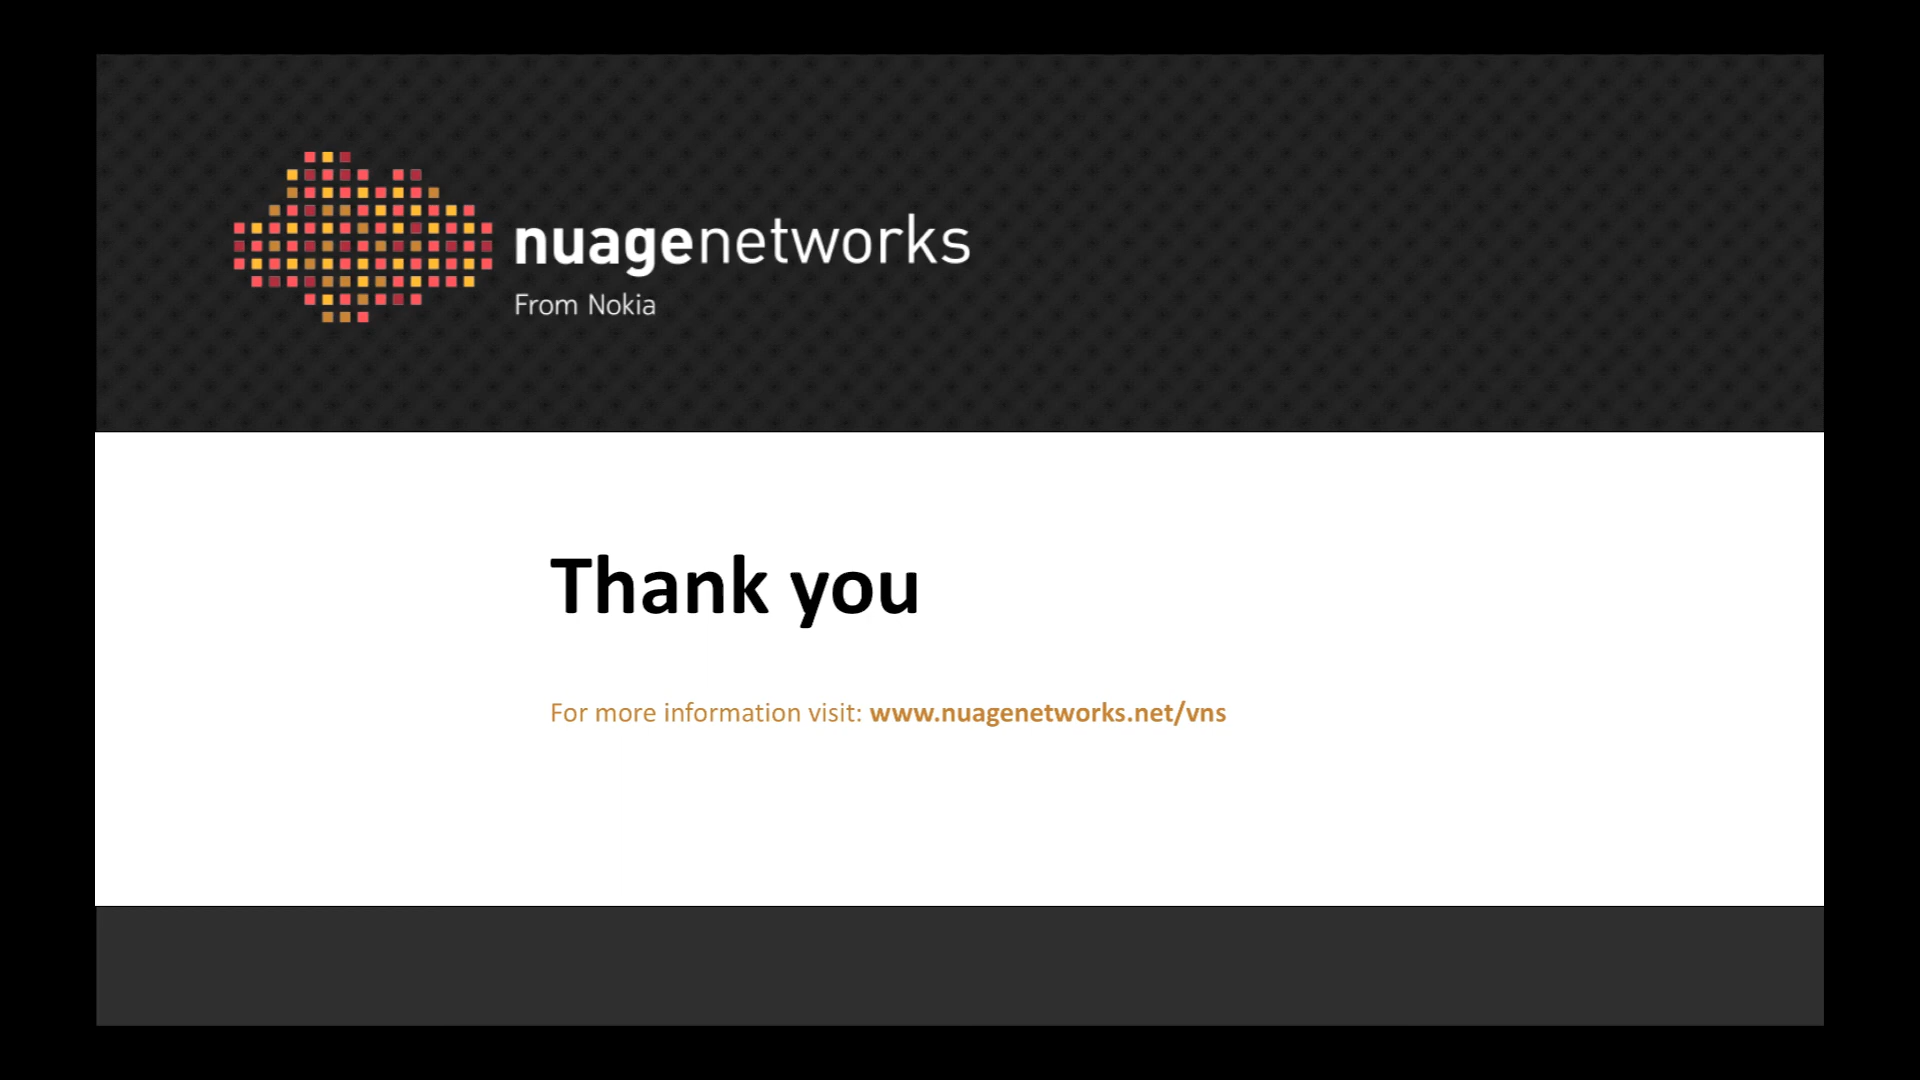 nuagenetworks
From Nokia
Thank you
For more information visit: www.nuagenetworks.net/vns